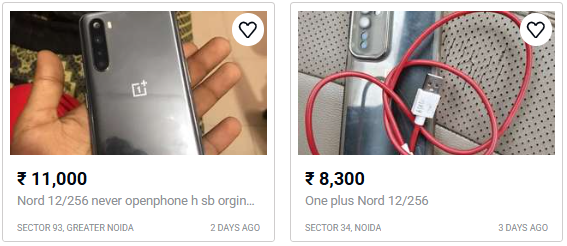 ₹ 11,000
Nord 12/256 never openphone h sb orgin...
SECTOR 93, GREATER NOIDA
2 DAYS AGO
₹ 8,300
One plus Nord 12/256
SECTOR 34, NOIDA
3 DAYS AGO